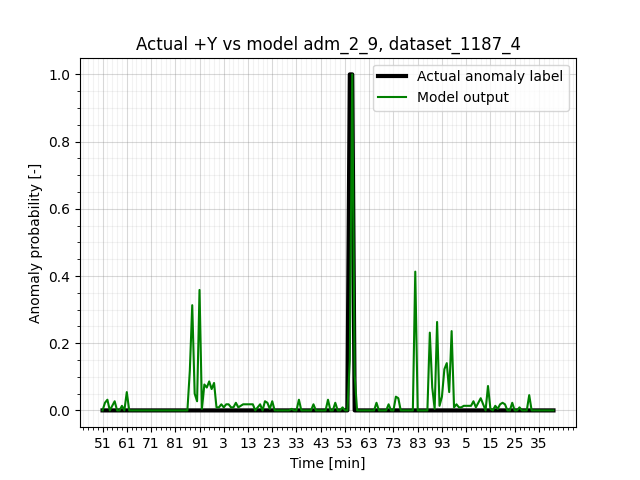 Actual +Y vs model adm_2_9, dataset_1187_4
Actual anomaly label
Model output
Anomaly probability [-]
1.0
0.8
0.6
0.4
0.2
0.0
51 61 71 81 91 3 13 23 33 43 53 63 73 83 93 5 15 25 35
Time [min]